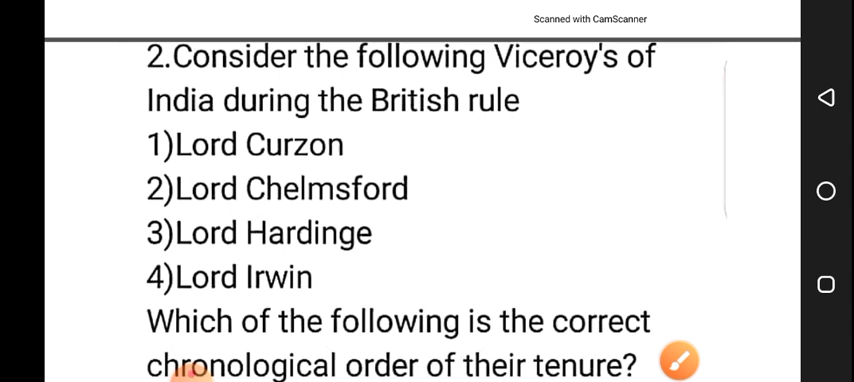 Scanned with CamScanner
2.Consider the following Viceroy's of
India during the British rule
1)Lord Curzon
2)Lord Chelmsford
3)Lord Hardinge
4)Lord Irwin
Which of the following is the correct
chronological order of their tenure?